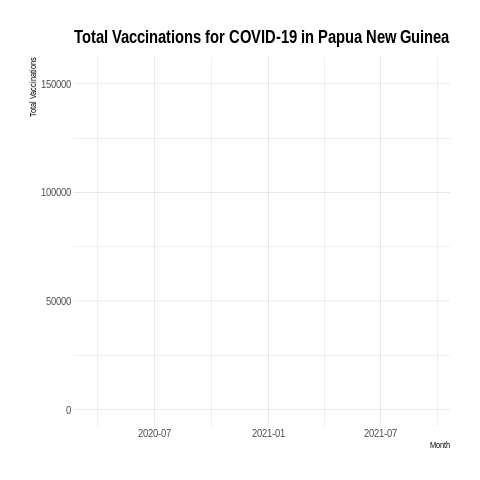 Total Vaccinations for COVID-19 in Papua New Guinea
Total Vaccinations
150000
100000
50000
0
2020-07 2021-01 2021-07
Month